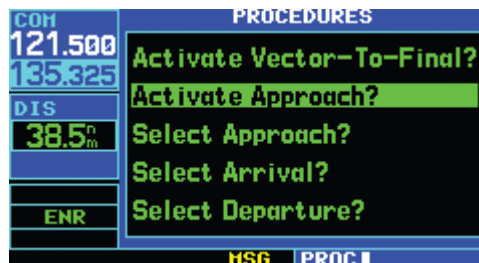 COM
121.500
135.325
DIS
38.5nm
ENR
PROCEDURES
Activate Vector-To-Final?
Activate Approach?
Select Approach?
Select Arrival?
Select Departure?
MSG
PROC